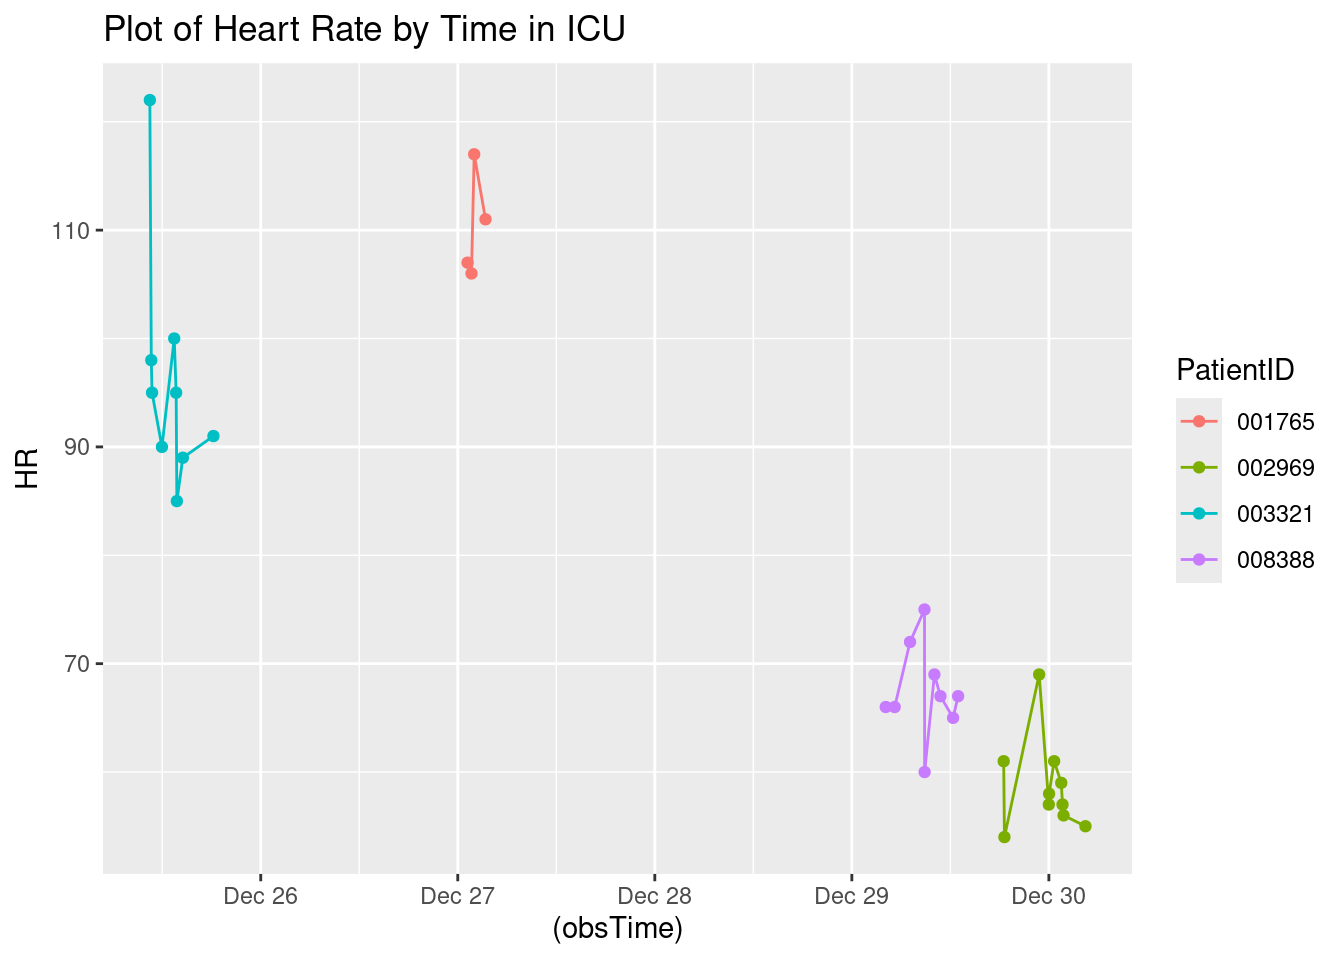 Plot of Heart Rate by Time in ICU
110
90
70
HR
Dec 26
Dec 27
Dec 28
Dec 29
Dec 30
(obsTime)
PatientID
001765
002969
003321
008388